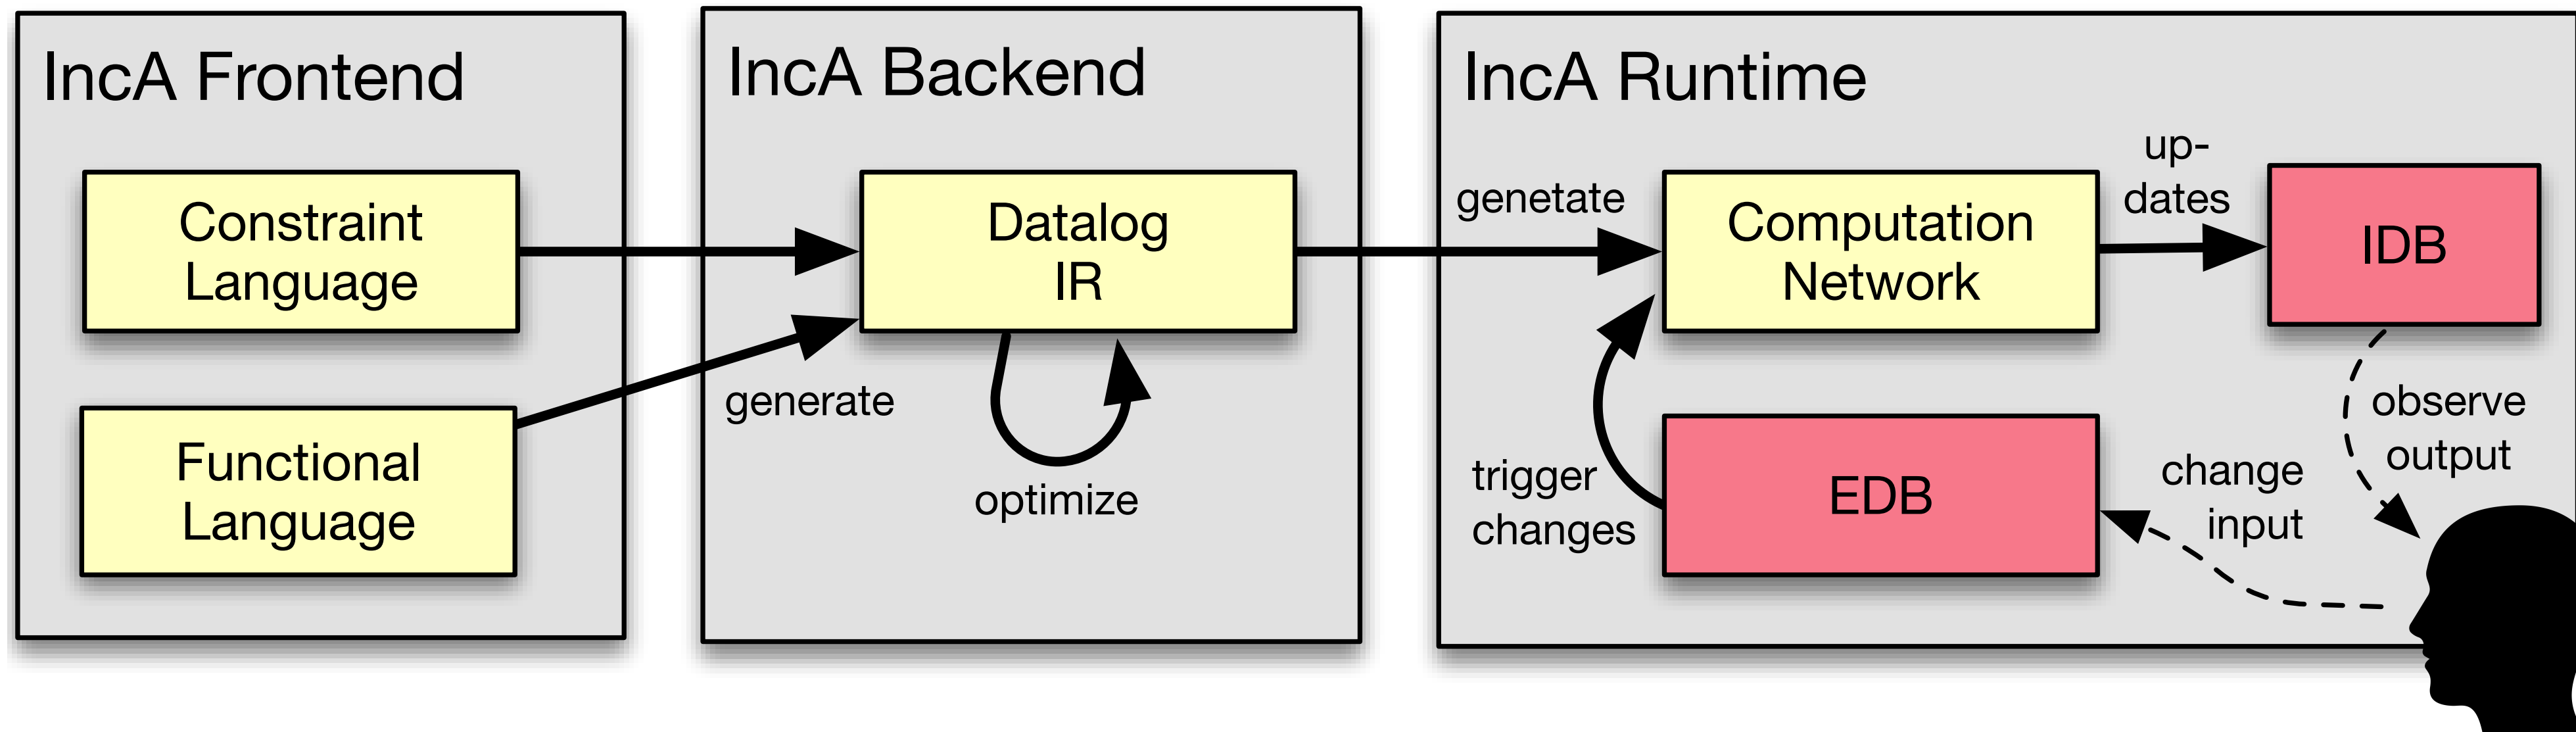 IncA Frontend
Constraint
Language
Functional
Language
IncA Backend
Datalog
IR
generate
optimize
IncA Runtime
genetate
Computation
Network
up-
dates
IDB
trigger
changes
EDB
change
input
observe
output